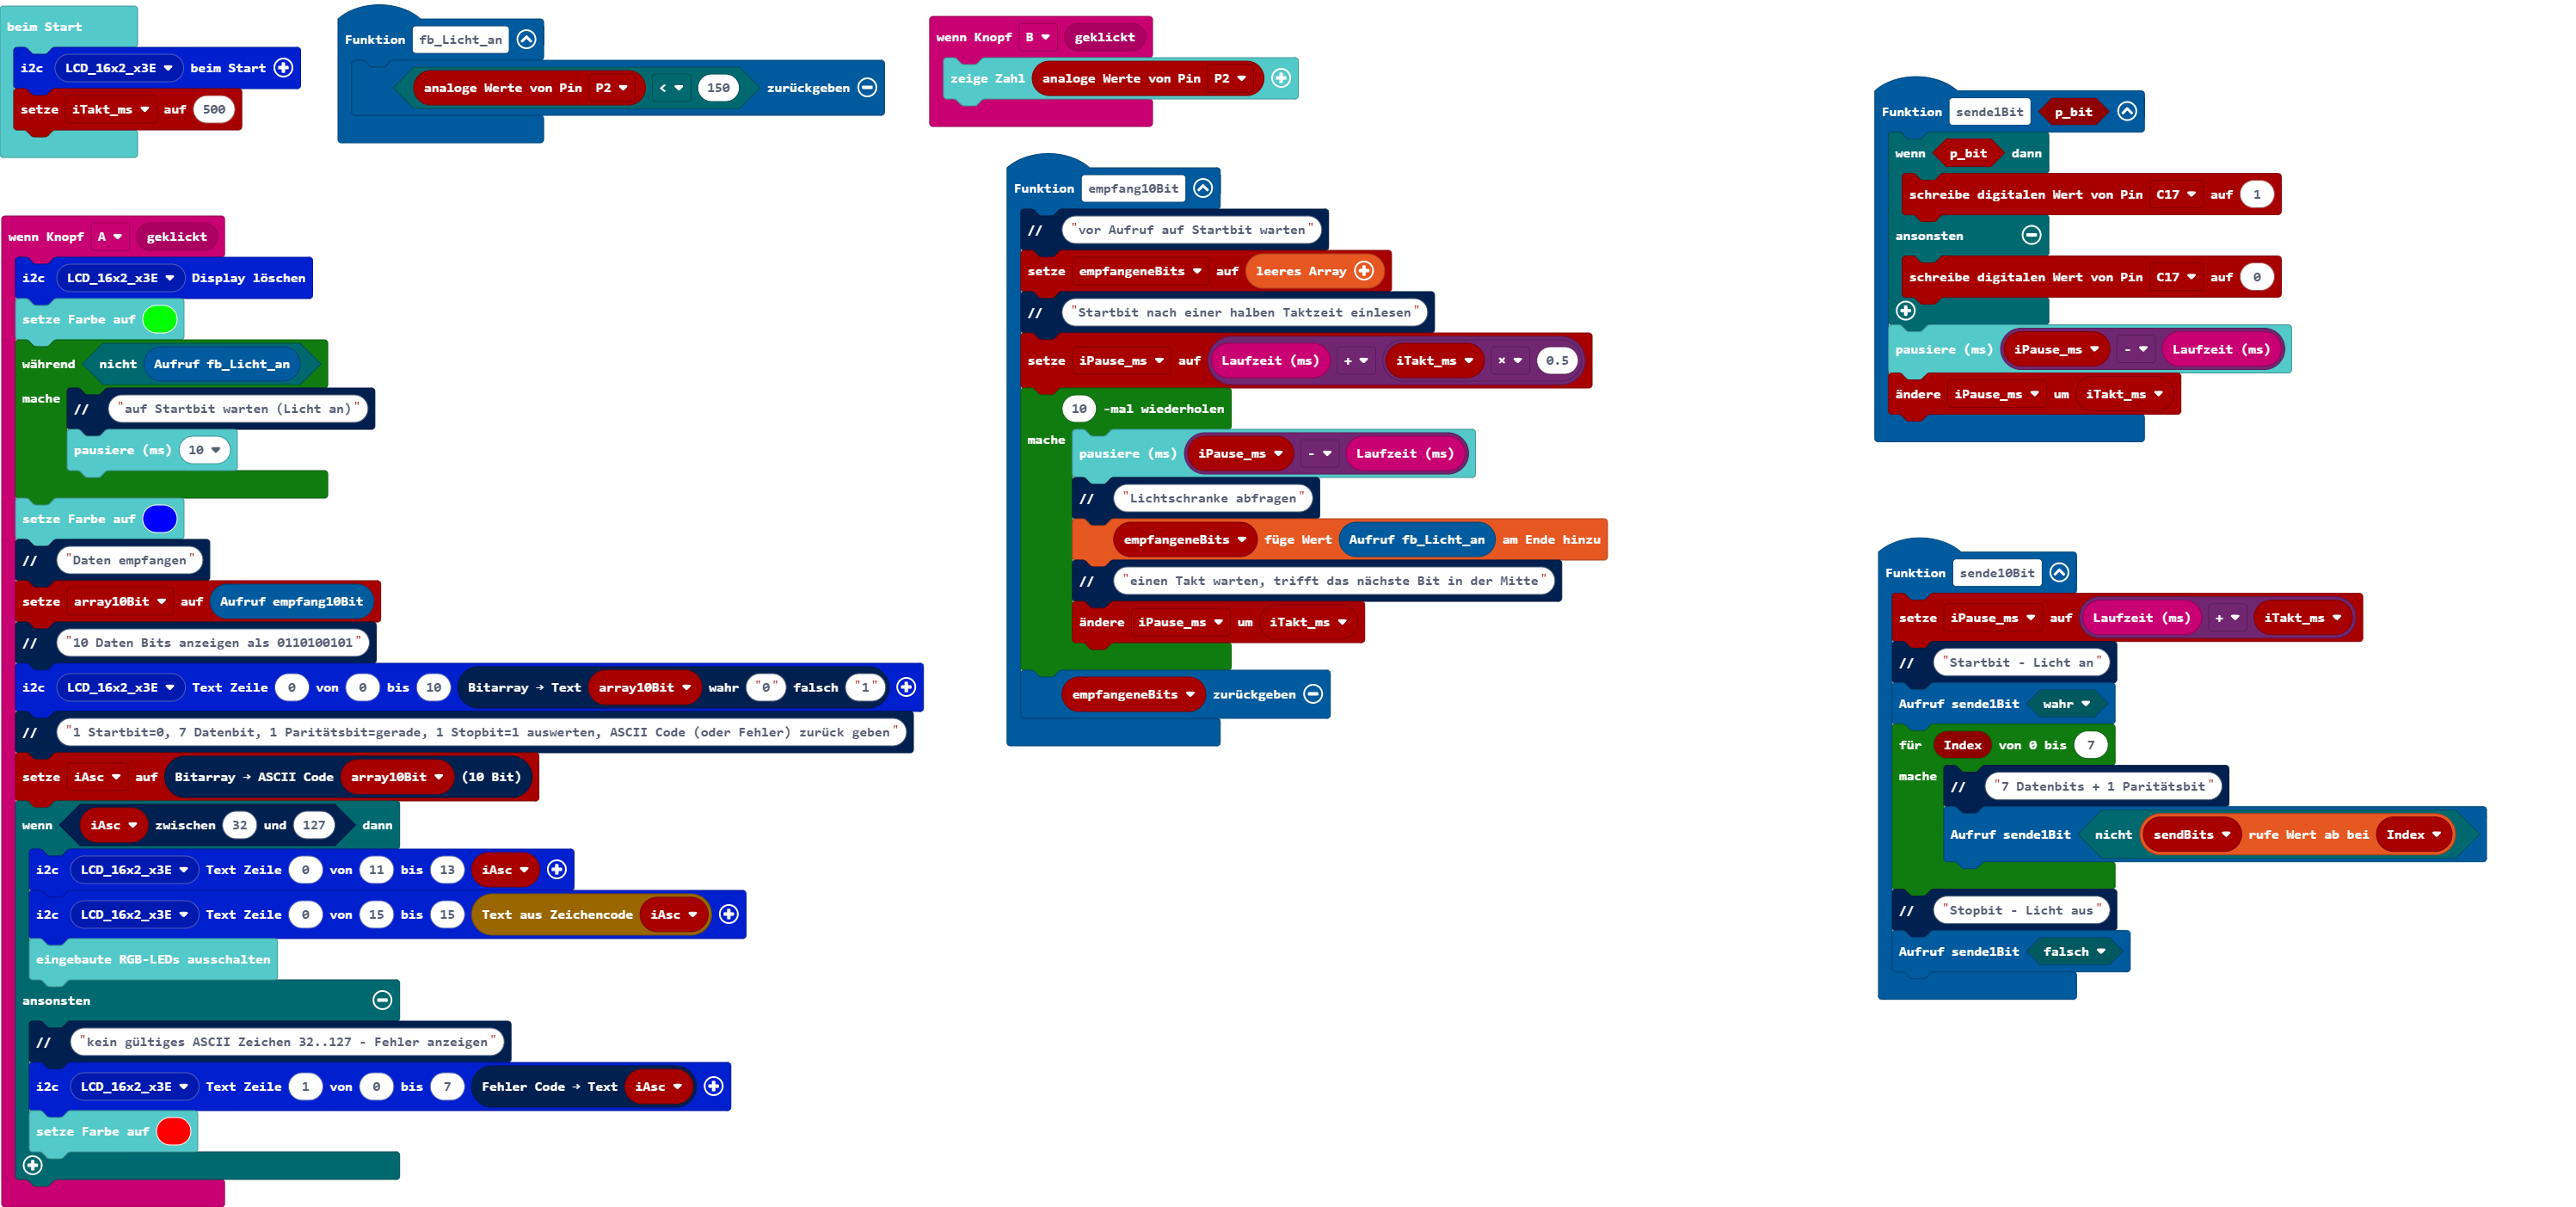 beim Start
i2c LCD_16x2_x3E beim Start
setze iTakt_ms auf 500
Funktion fb_Licht_an
analoge Werte von Pin P2 < 150 zurückgeben
wenn Knopf B geklickt
zeige Zahl analoge Werte von Pin P2
wenn Knopf A geklickt
i2c LCD_16x2_x3E Display löschen
setze Farbe auf
während nicht Aufruf fb_Licht_an
mache // "auf Startbit warten (Licht an)"
pausiere (ms) 10
setze Farbe auf
// "Daten empfangen"
setze array10Bit auf Aufruf empfang10Bit
// "10 Daten Bits anzeigen als 0110100101"
i2c LCD_16x2_x3E Text Zeile 0 von 0 bis 10 Bitarray → Text array10Bit wahr "0" falsch "1"
// "1 Startbit=0, 7 Datenbit, 1 Paritätsbit=gerade, 1 Stopbit=1 auswerten, ASCII Code (oder Fehler) zurück geben"
setze iAsc auf Bitarray → ASCII Code array10Bit (10 Bit)
wenn iAsc zwischen 32 und 127 dann
i2c LCD_16x2_x3E Text Zeile 0 von 11 bis 13 iAsc
i2c LCD_16x2_x3E Text Zeile 0 von 15 bis 15 Text aus Zeichencode iAsc
eingebaute RGB-LEDs ausschalten
ansonsten
// "kein gültiges ASCII Zeichen 32..127 - Fehler anzeigen"
i2c LCD_16x2_x3E Text Zeile 1 von 0 bis 7 Fehler Code → Text iAsc
setze Farbe auf
Funktion empfang10Bit
// "vor Aufruf auf Startbit warten"
setze empfangeneBits auf leeres Array
// "Startbit nach einer halben Taktzeit einlesen"
setze iPause_ms auf Laufzeit (ms) + iTakt_ms × 0.5
10 -mal wiederholen
mache pausiere (ms) iPause_ms - Laufzeit (ms)
// "Lichtschranke abfragen"
empfangeneBits füge Wert Aufruf fb_Licht_an am Ende hinzu
// "einen Takt warten, trifft das nächste Bit in der Mitte"
ändere iPause_ms um iTakt_ms
empfangeneBits zurückgeben
Funktion sende1Bit p_bit
wenn p_bit dann
schreibe digitalen Wert von Pin C17 auf 1
ansonsten
schreibe digitalen Wert von Pin C17 auf 0
pausiere (ms) iPause_ms - Laufzeit (ms)
ändere iPause_ms um iTakt_ms
Funktion sende10Bit
setze iPause_ms auf Laufzeit (ms) + iTakt_ms
// "Startbit - Licht an"
Aufruf sende1Bit wahr
für Index von 0 bis 7
mache // "7 Datenbits + 1 Paritätsbit"
Aufruf sende1Bit nicht sendBits rufe Wert ab bei Index
// "Stopbit - Licht aus"
Aufruf sende1Bit falsch